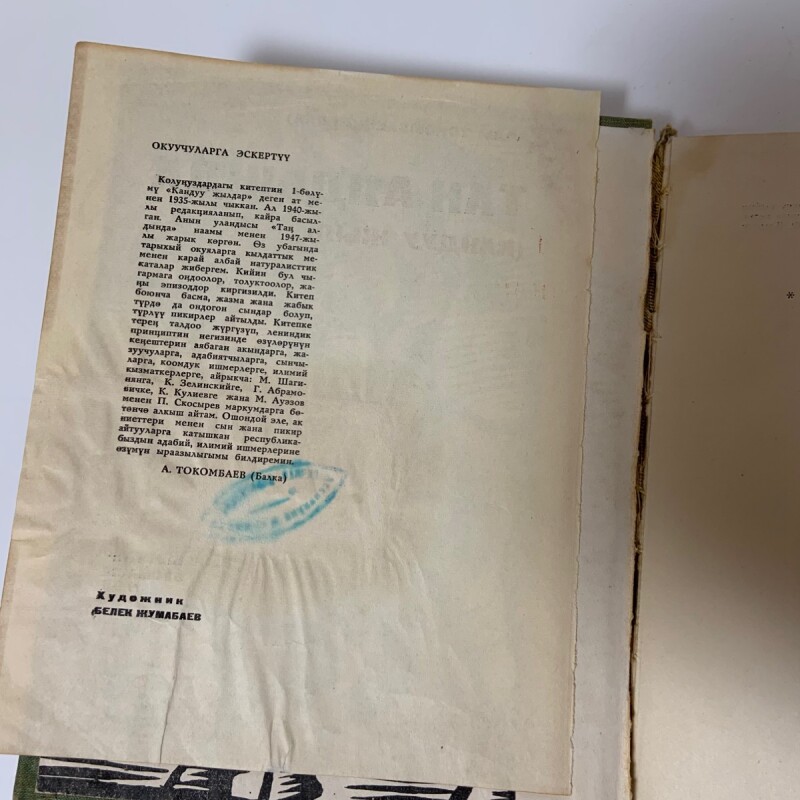 ОКУУЧУЛАРГА ЭСКЕРТҮҮ
Колуңуздардагы китептин 1-бөлү-
мү «Кандуу жылдар» деген ат ме-
нен 1935-жылы чыккан. Ал 1940-жы-
лы редакцияланып, кайра басыл-
ган. Анын уландысы «Таң ал-
дында» наамы менен 1947-жы-
лы жарык көргөн. Өз убагында
тарыхый окуяларга кылдаттык ме-
менен карай албай натуралисттик
каталар жибергем. Кийин бул чы-
гармага оңдоолор, толуктоолор, жа-
ңы эпизоддор киргизилди. Китеп
боюнча басма, жазма жана жабык
түрдө да ондогон сындар болуп,
түрлүү пикирлер айтылды. Китепке
терең талдоо жүргүзүп, лениндик
принциптин негизинде өзүлөрүнүн
кеңештерин аябаган акындарга, жа-
зуучуларга, адабиятчыларга, сынчы-
ларга, коомдук ишмерлерге, илимий
кызматкерлерге, айрыкча: М. Шаги-
нянга, К. Зелинскийге, Г. Абрамо-
вичке, К. Кулиевге жана М. Ауэзов
менен П. Скосырев маркумдарга бө-
төнчө алкыш айтам. Ошондой эле, ак
ниеттери менен сын жана пикир
айтууларга катышкан республика-
быздын адабий, илимий ишмерлерине
өзүмүн ыраазылыгымы билдиремин.
А. ТОКОМБАЕВ (Балка)
Художник
БЕЛЕК ЖУМАБАЕВ
*